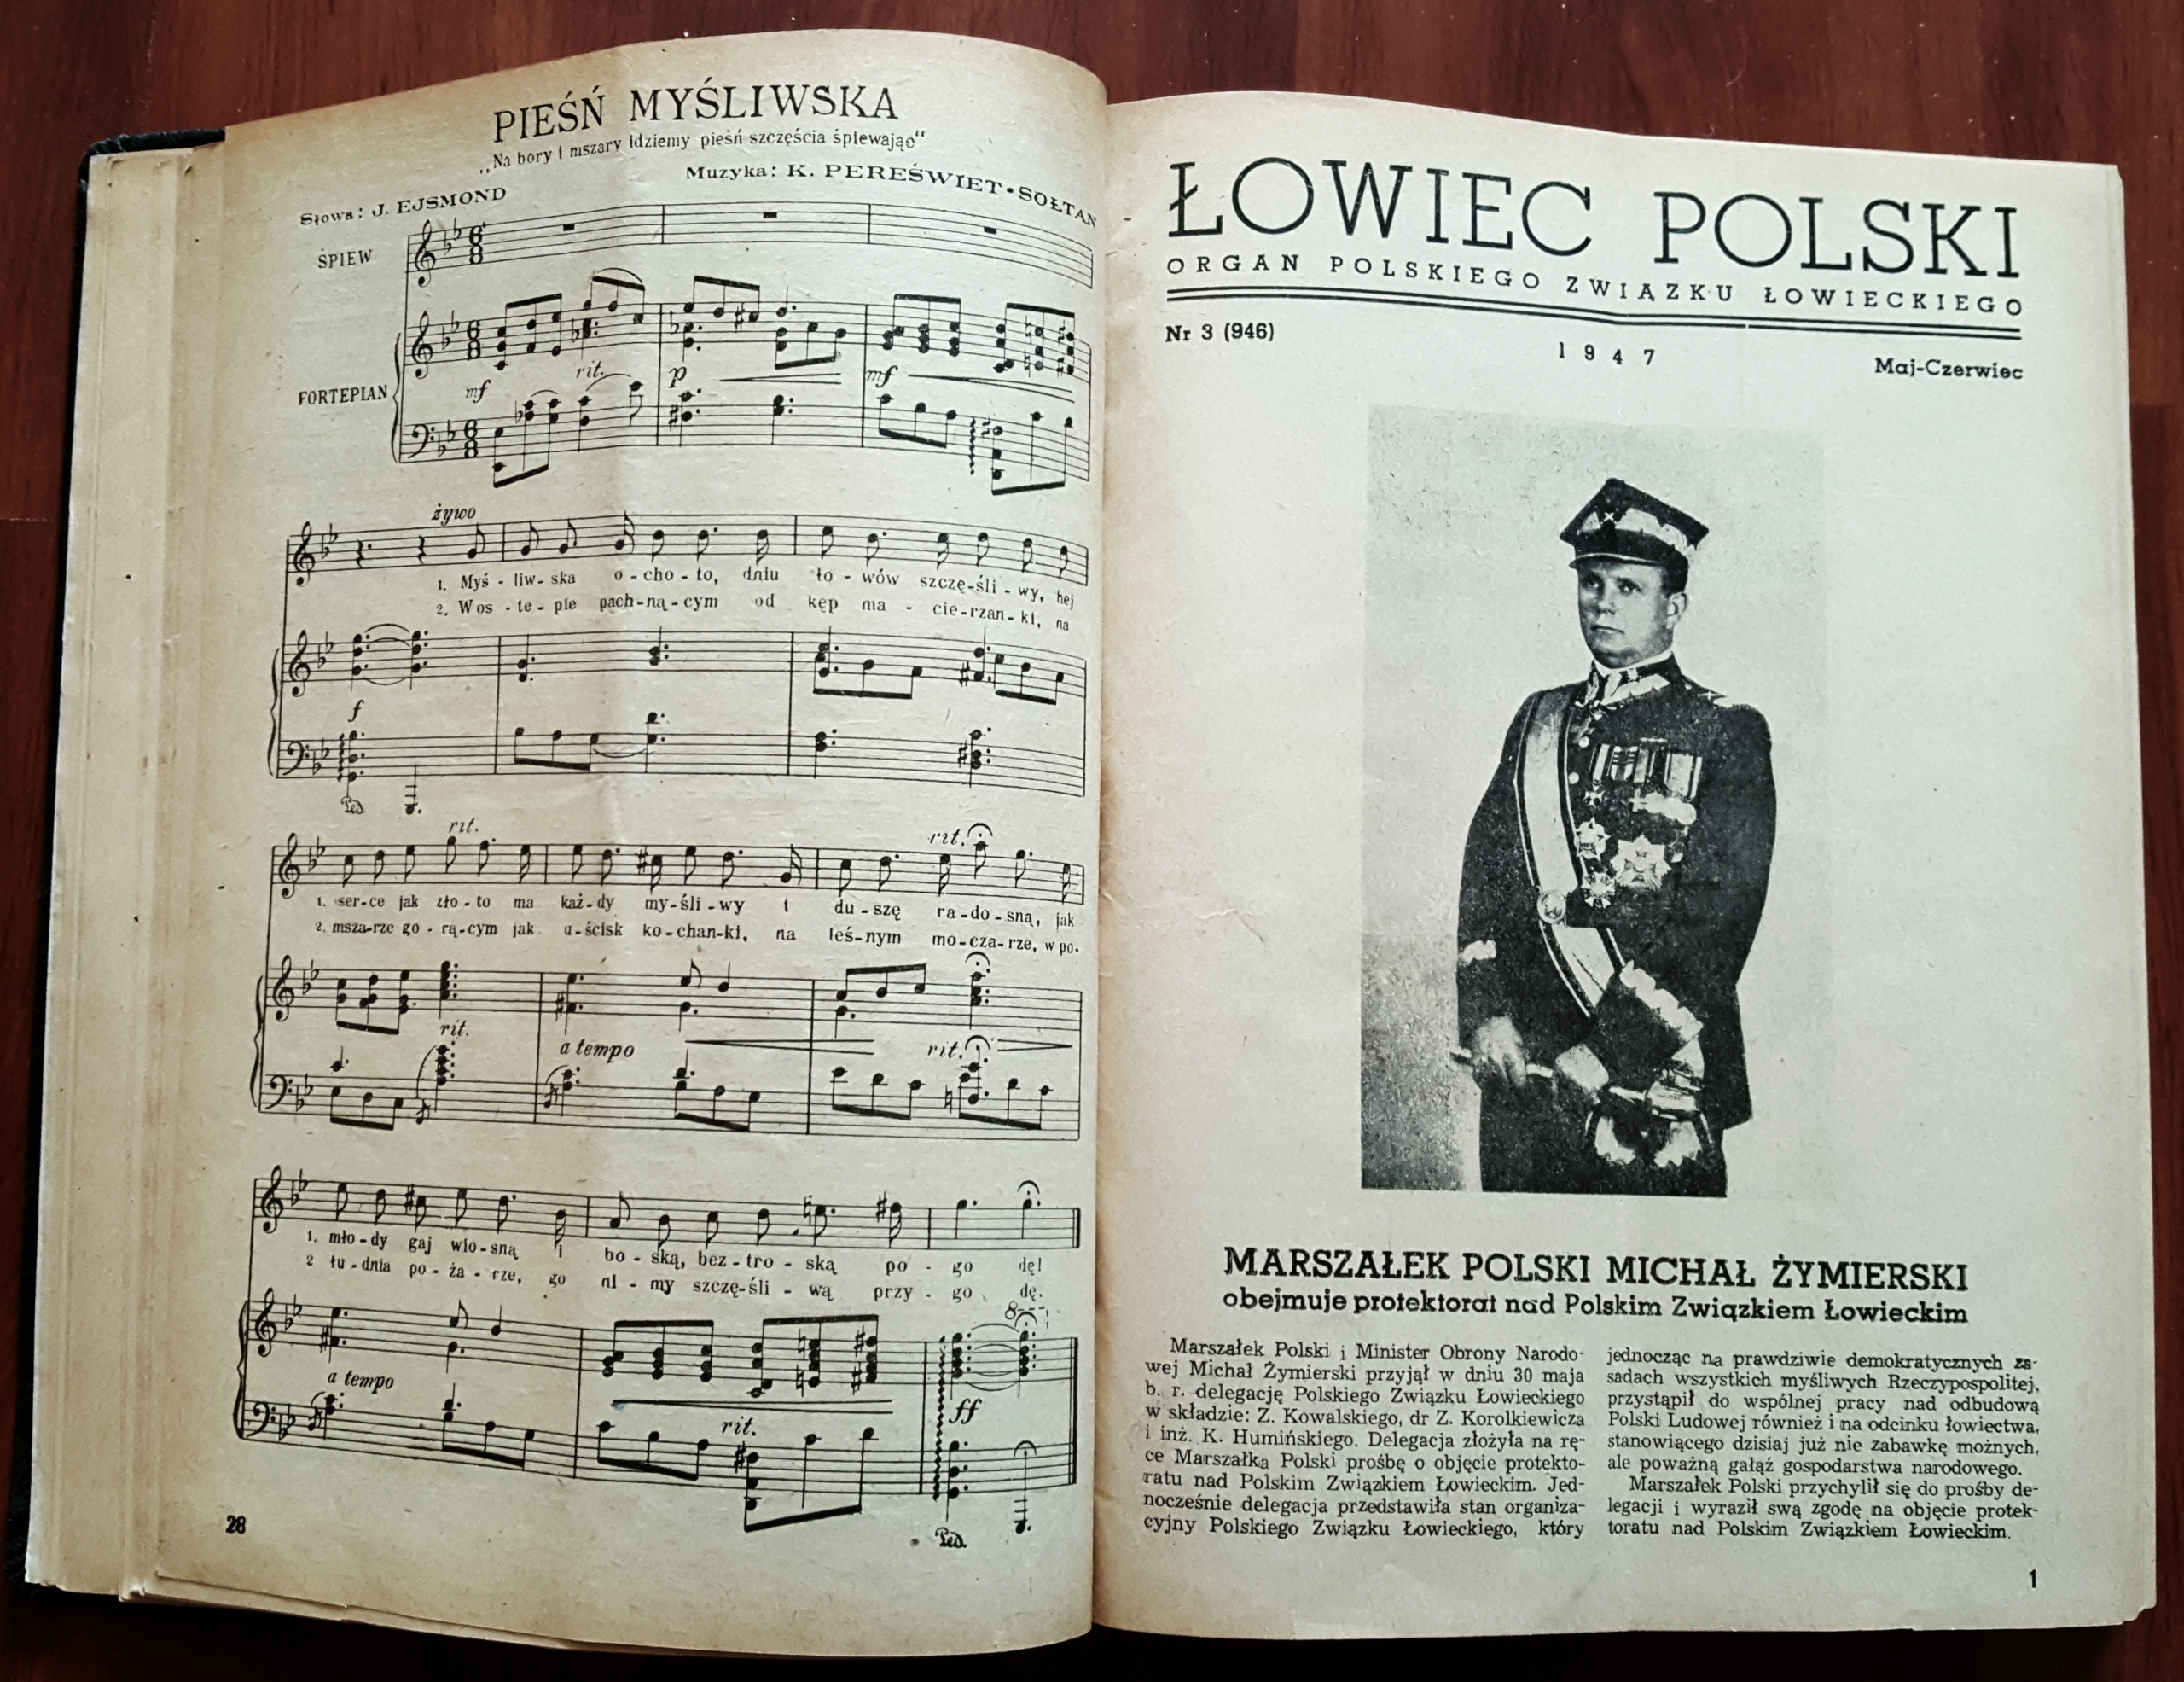 PIEŚŃ MYŚLIWSKA
„Na bory i mszary idziemy pieśń szczęścia śpiewając“
Słowa: J. EJSMOND
Muzyka: K. PEREŚWIET-SOŁTAN
ŚPIEW
FORTEPIAN
mf
rit.
p
mf
żywo
1. Myś - liw - ska o - cho - to, dniu ło - wów szczę - śli - wy, hej
2. W os - te - pie pach - ną - cym od kęp ma - cie - rzan - ki, na
f
Ped
rit.
rit.
1. ser - ce jak zło - to ma każ - dy my - śli - wy i du - szę ra - do - sną, jak
2. msza - rze go - rą - cym jak u - ścisk ko - chan - ki, na leś - nym mo - cza - rze, w po -
rit.
a tempo
rit.
1. mło - dy gaj wio - sną i bo - ską, bez - tro - ską po - go dę!
2 łu - dnia po - ża - rze, go ni - my szczę - śli - wą przy - go dę.
8
a tempo
rit.
ff
Ped.
28
ŁOWIEC POLSKI
ORGAN POLSKIEGO ZWIĄZKU ŁOWIECKIEGO
Nr 3 (946)
1947
Maj-Czerwiec
MARSZAŁEK POLSKI MICHAŁ ŻYMIERSKI
obejmuje protektorat nad Polskim Związkiem Łowieckim
Marszałek Polski i Minister Obrony Narodo-
wej Michał Żymierski przyjął w dniu 30 maja
b. r. delegację Polskiego Związku Łowieckiego
w składzie: Z. Kowalskiego, dr Z. Korolkiewicza
i inż. K. Humińskiego. Delegacja złożyła na rę-
ce Marszałka Polski prośbę o objęcie protekto-
ratu nad Polskim Związkiem Łowieckim. Jed-
nocześnie delegacja przedstawiła stan organiza-
cyjny Polskiego Związku Łowieckiego, który
jednocząc na prawdziwie demokratycznych za-
sadach wszystkich myśliwych Rzeczypospolitej,
przystąpił do wspólnej pracy nad odbudową
Polski Ludowej również i na odcinku łowiectwa,
stanowiącego dzisiaj już nie zabawkę możnych,
ale poważną gałąź gospodarstwa narodowego.
Marszałek Polski przychylił się do prośby de-
legacji i wyraził swą zgodę na objęcie protek-
toratu nad Polskim Związkiem Łowieckim.
1